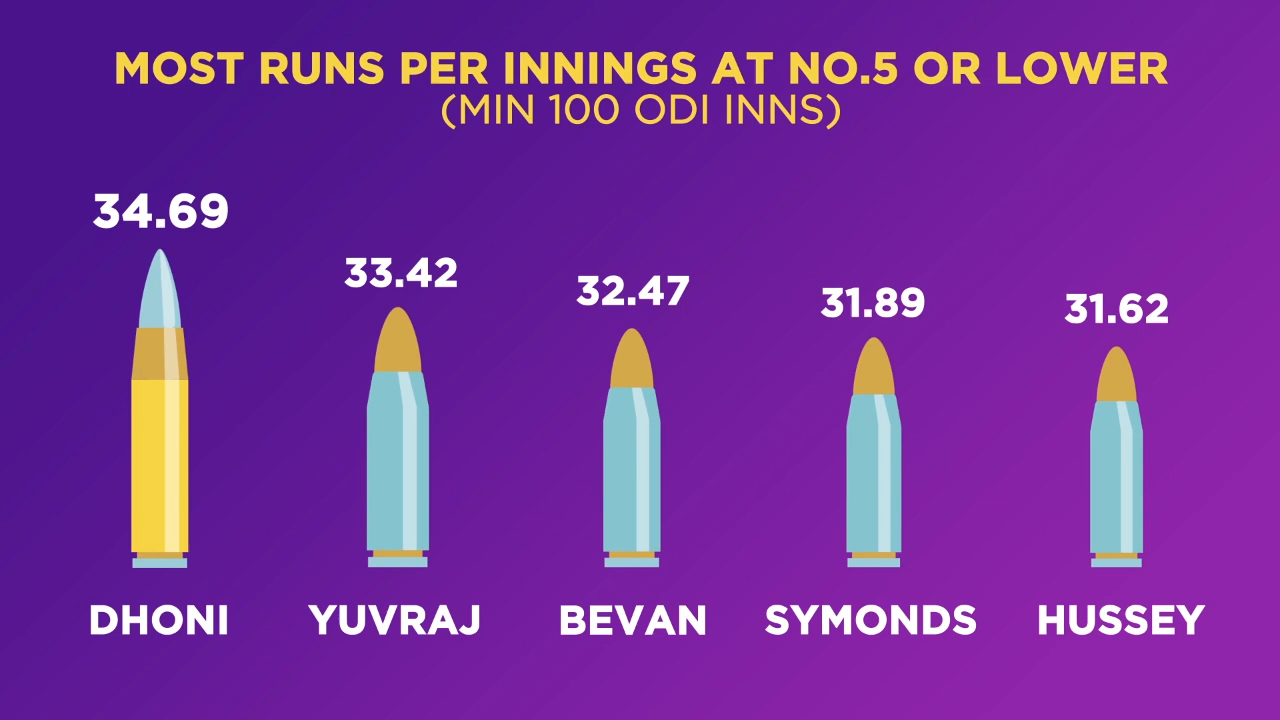 MOST RUNS PER INNINGS AT NO.5 OR LOWER
(MIN 100 ODI INNS)
34.69
33.42
32.47
31.89
31.62
DHONI
YUVRAJ
BEVAN
SYMONDS
HUSSEY